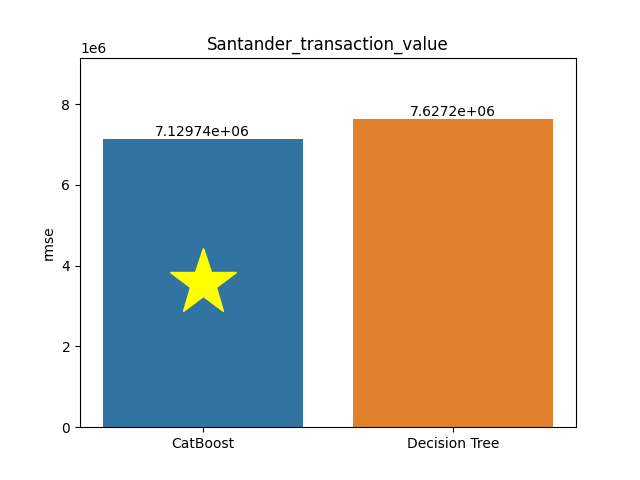 Santander_transaction_value
1e6
8
6
4
2
0
rmse
7.12974e+06
7.6272e+06
CatBoost
Decision Tree